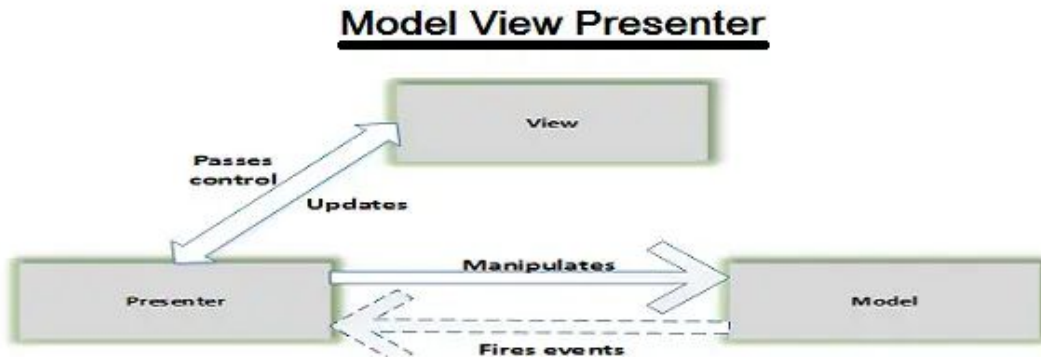 Model View Presenter
View
Passes
control
Updates
Manipulates
Presenter
Model
Fires events